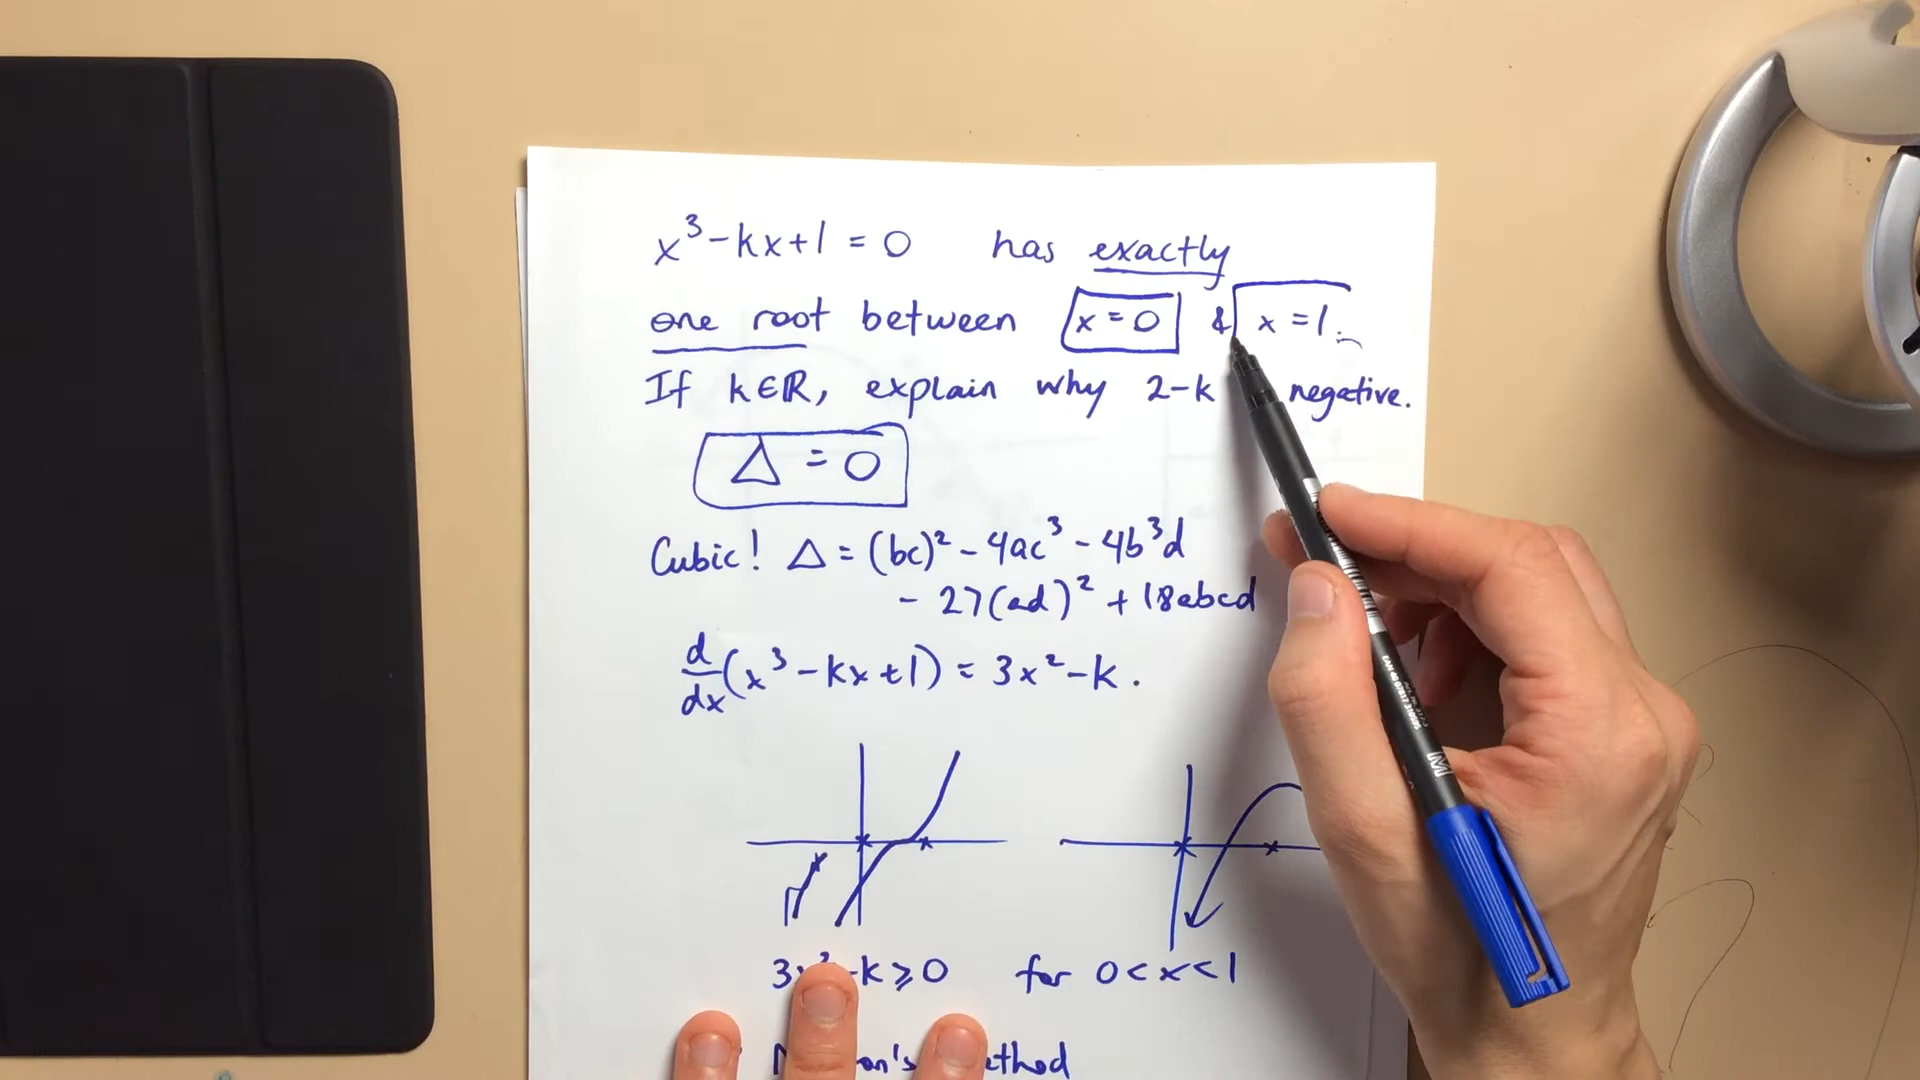 x³-kx+1 = 0 has exactly
one root between x=0 & x=1.
If k∈ℝ, explain why 2-k negative.
Δ = 0
Cubic! Δ = (bc)² - 4ac³ - 4b³d
- 27(ad)² + 18abcd
d/dx(x³-kx+1) = 3x²-k.
3x²-k⩾0 for 0<x<1
M